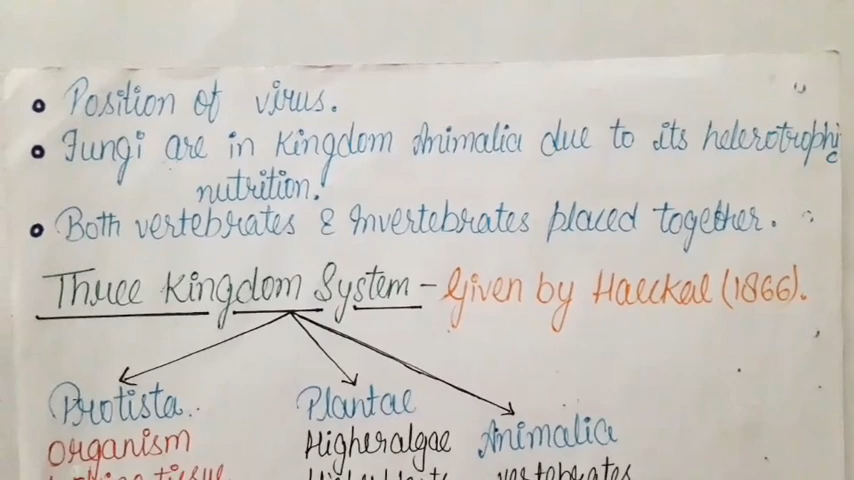 • Position of virus.
• Fungi are in Kingdom Animalia due to its heterotrophic
nutrition.
• Both vertebrates & Invertebrates placed together.
Three Kingdom System - Given by Haeckal (1866).
Protista.. Plantae
Animalia
Organism Higheralgae
vertebrates